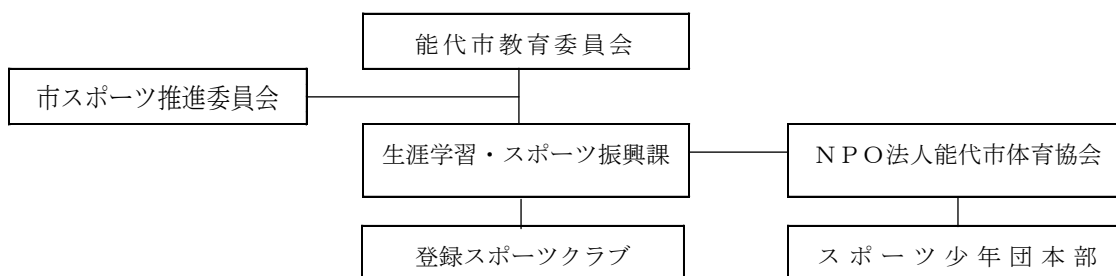 能代市教育委員会
市スポーツ推進委員会
生涯学習・スポーツ振興課
ＮＰＯ法人能代市体育協会
登録スポーツクラブ
スポーツ少年団本部